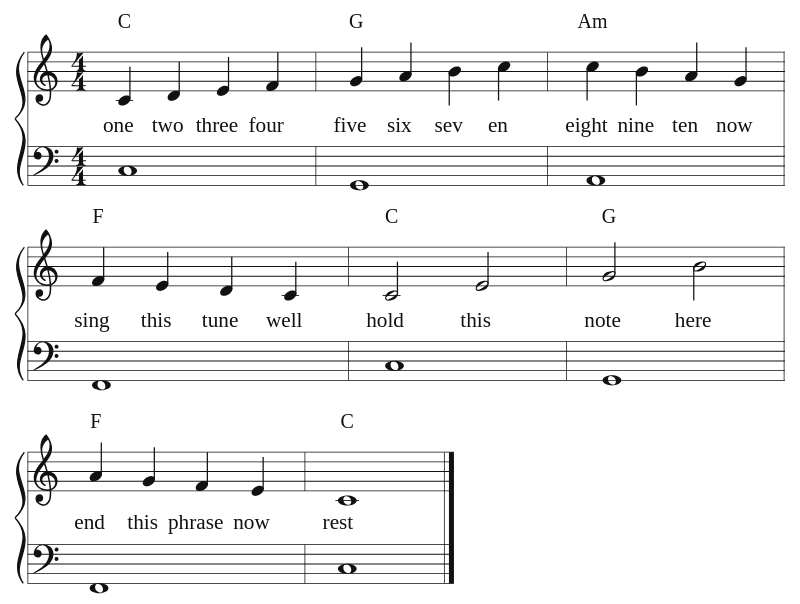 C G Am
one two three four five six sev en eight nine ten now
F C G
sing this tune well hold this note here
F C
end this phrase now rest